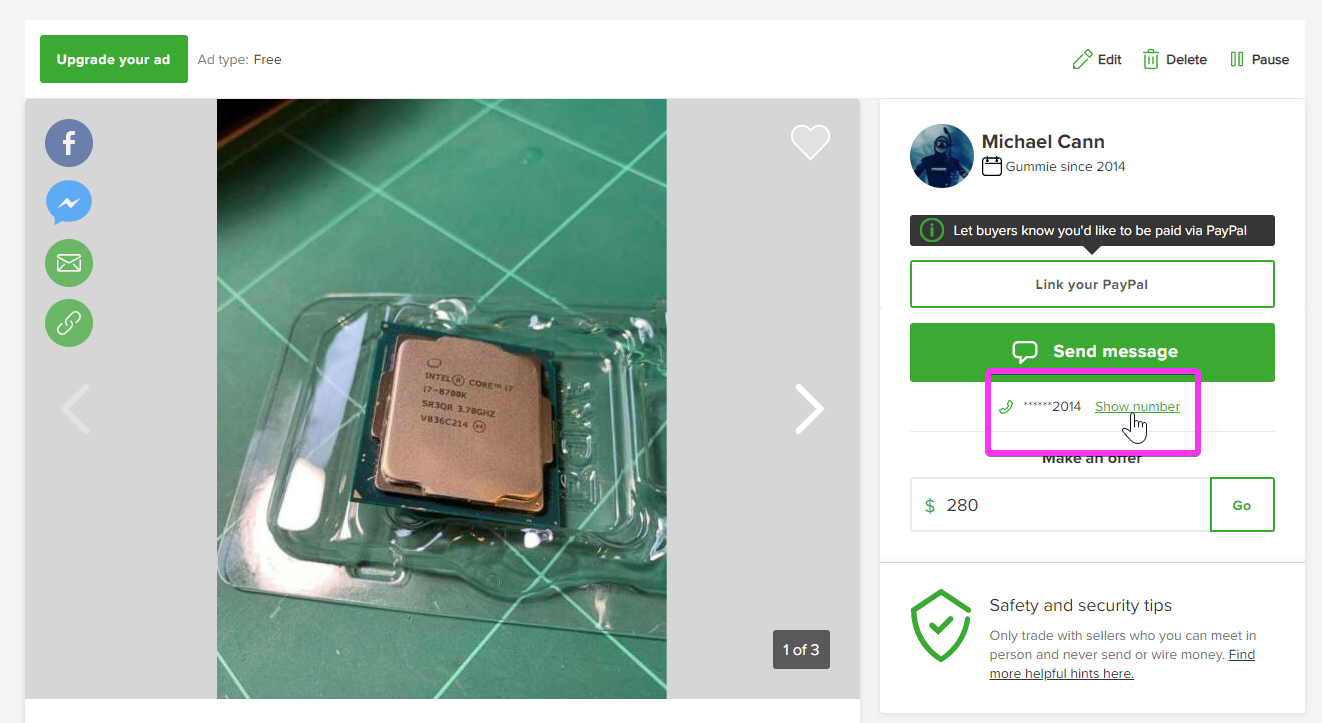 Upgrade your ad
Ad type: Free
Edit
Delete
Pause
f
INTEL® CORE™ i7
i7-8700K
SR3QR 3.70GHZ
V836C214
1 of 3
Michael Cann
Gummie since 2014
Let buyers know you'd like to be paid via PayPal
Link your PayPal
Send message
******2014 Show number
Make an offer
$ 280
Go
Safety and security tips
Only trade with sellers who you can meet in
person and never send or wire money. Find
more helpful hints here.